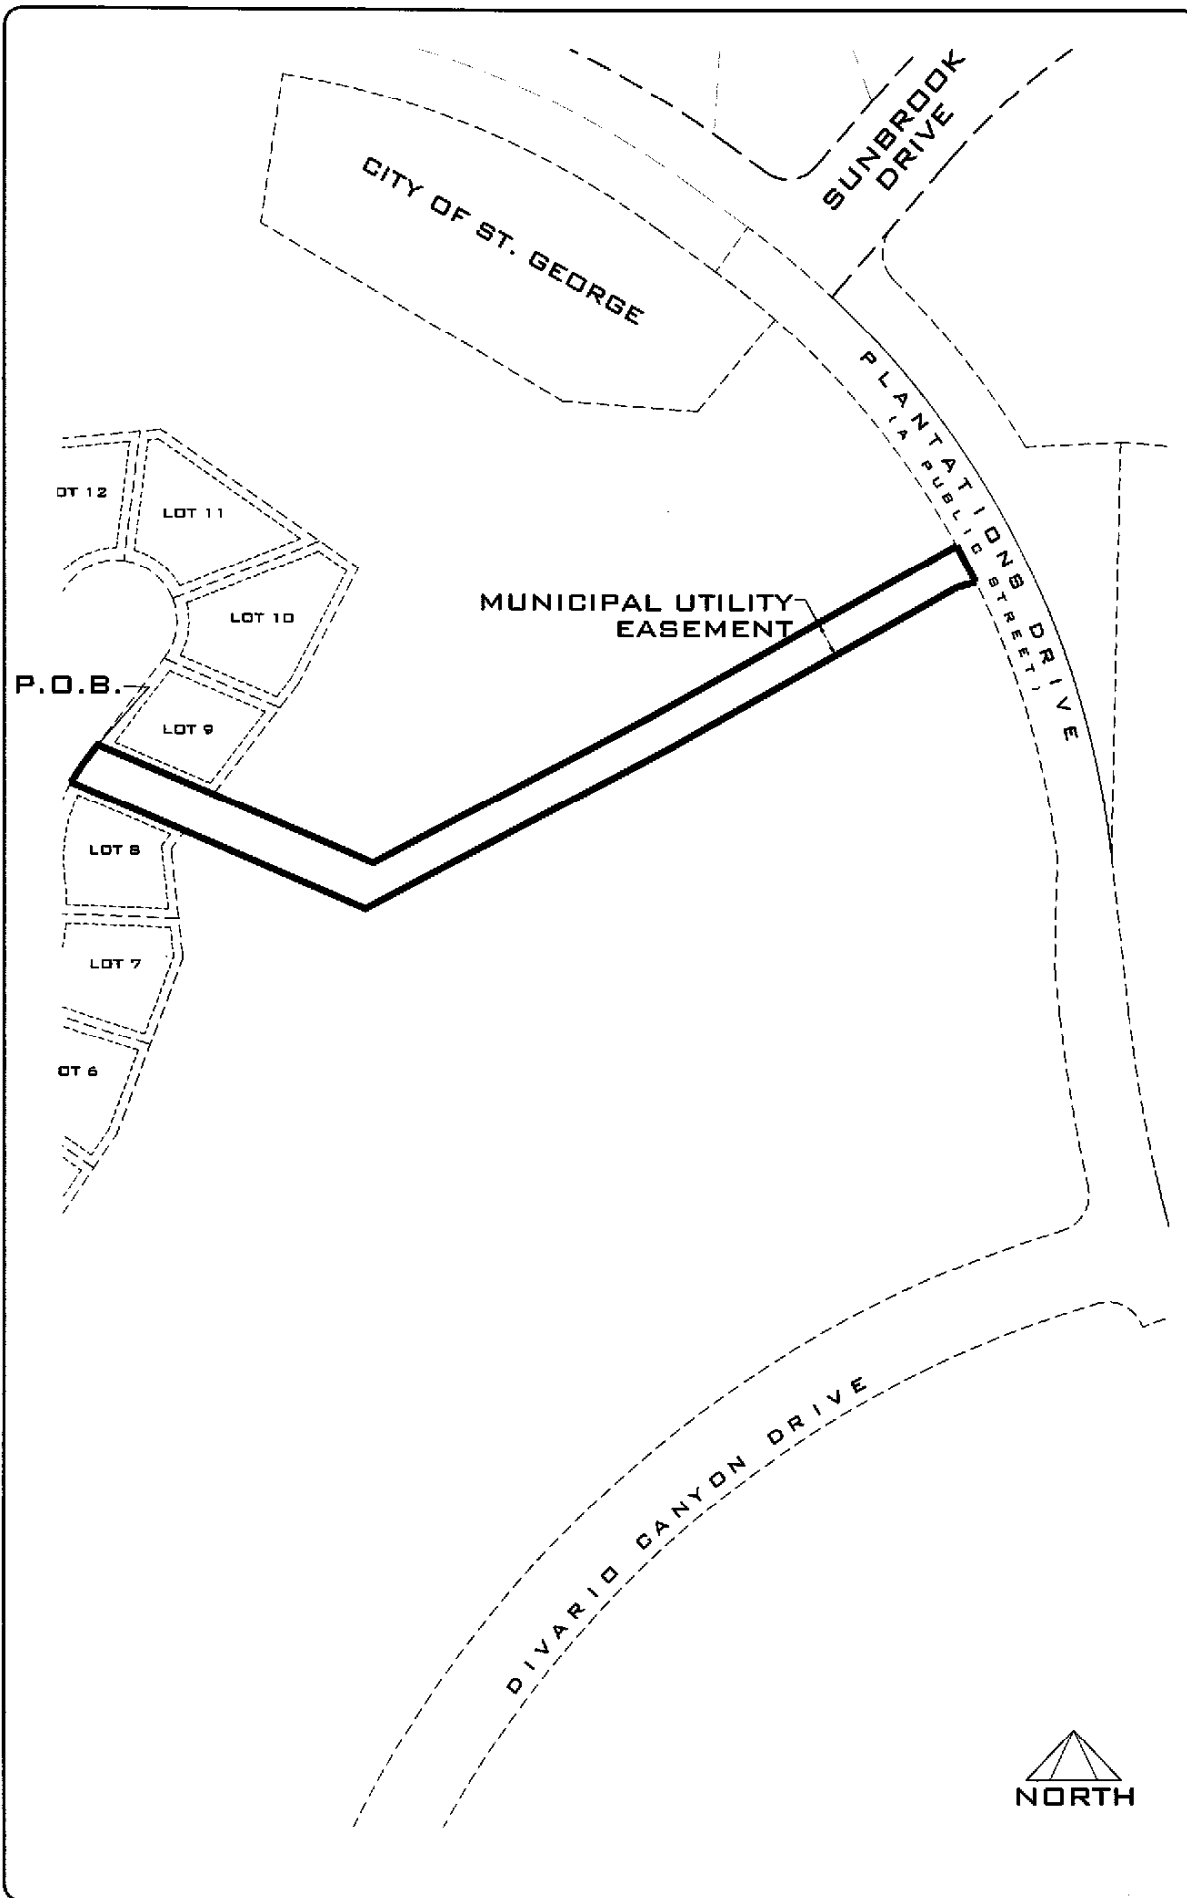 SUNBROOK
DRIVE
CITY OF ST. GEORGE
PLANTATIONS DRIVE
(A PUBLIC STREET)
OT 12
LOT 11
LOT 10
MUNICIPAL UTILITY
EASEMENT
P.O.B.
LOT 9
LOT 8
LOT 7
OT 6
DIVARIO CANYON DRIVE
NORTH